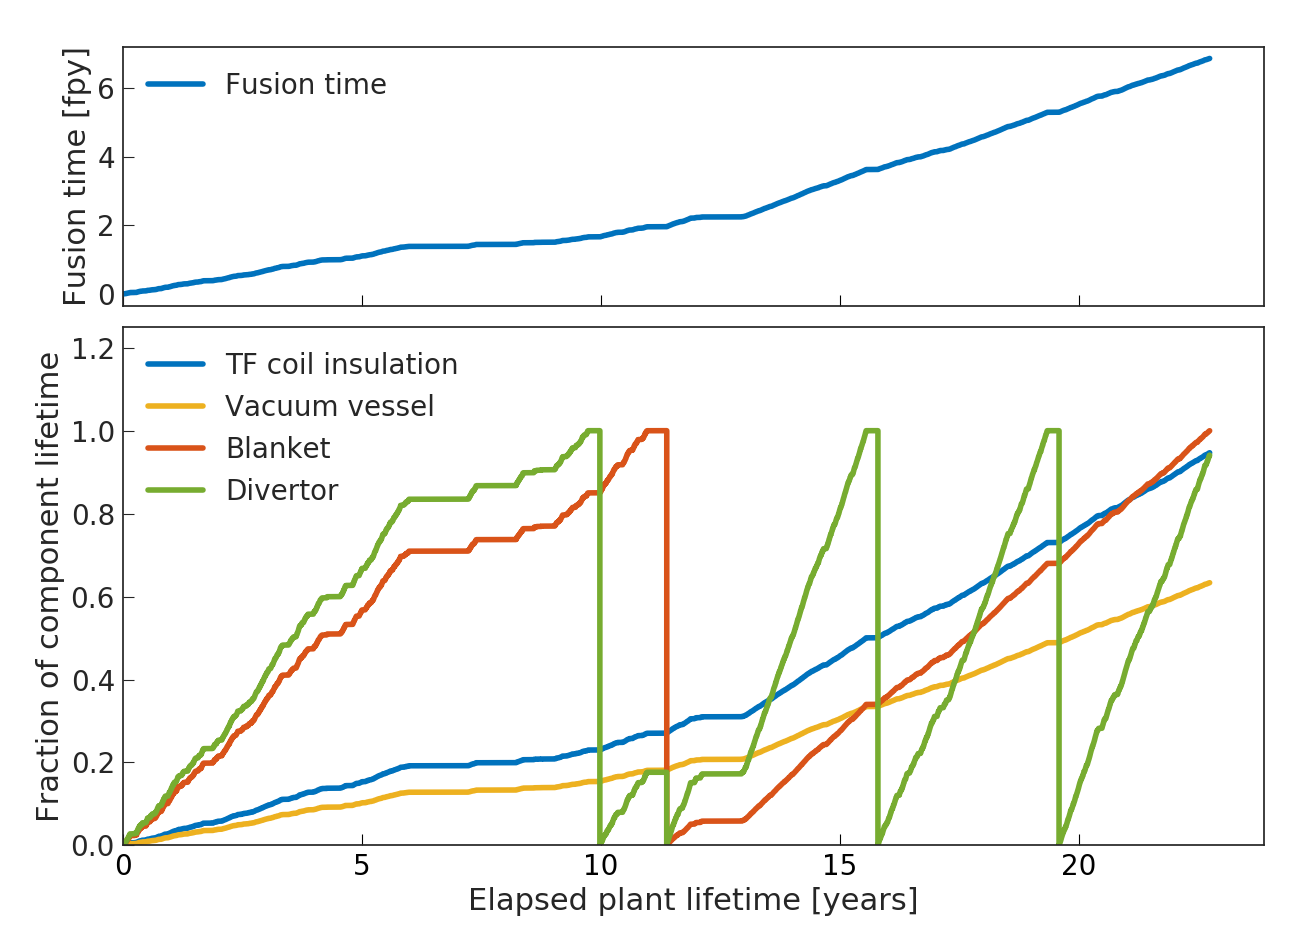 Fusion time [fpy]
6
4
2
0
Fusion time
Fraction of component lifetime
1.2
1.0
0.8
0.6
0.4
0.2
0.0
TF coil insulation
Vacuum vessel
Blanket
Divertor
0 5 10 15 20
Elapsed plant lifetime [years]